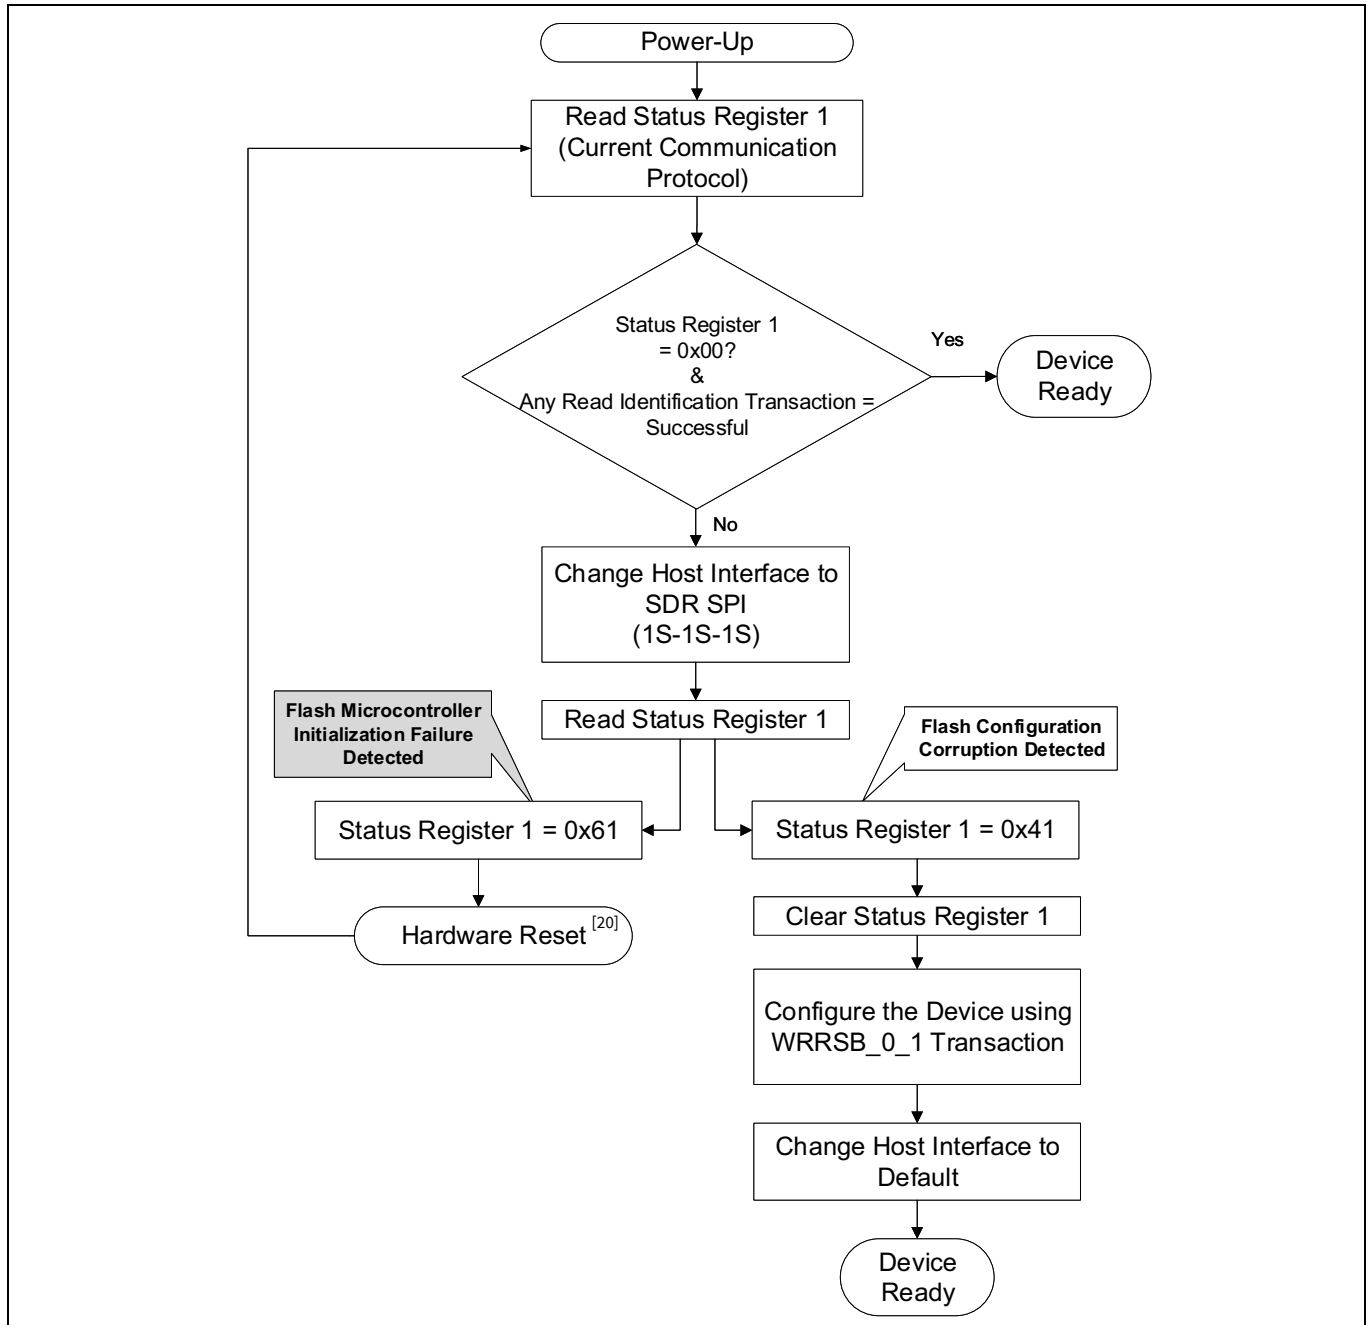 Power-Up
Read Status Register 1
(Current Communication
Protocol)
Status Register 1
= 0x00?
&
Any Read Identification Transaction =
Successful
Yes
Device
Ready
No
Change Host Interface to
SDR SPI
(1S-1S-1S)
Read Status Register 1
Flash Microcontroller
Initialization Failure
Detected
Flash Configuration
Corruption Detected
Status Register 1 = 0x61
Status Register 1 = 0x41
Hardware Reset [20]
Clear Status Register 1
Configure the Device using
WRRSB_0_1 Transaction
Change Host Interface to
Default
Device
Ready